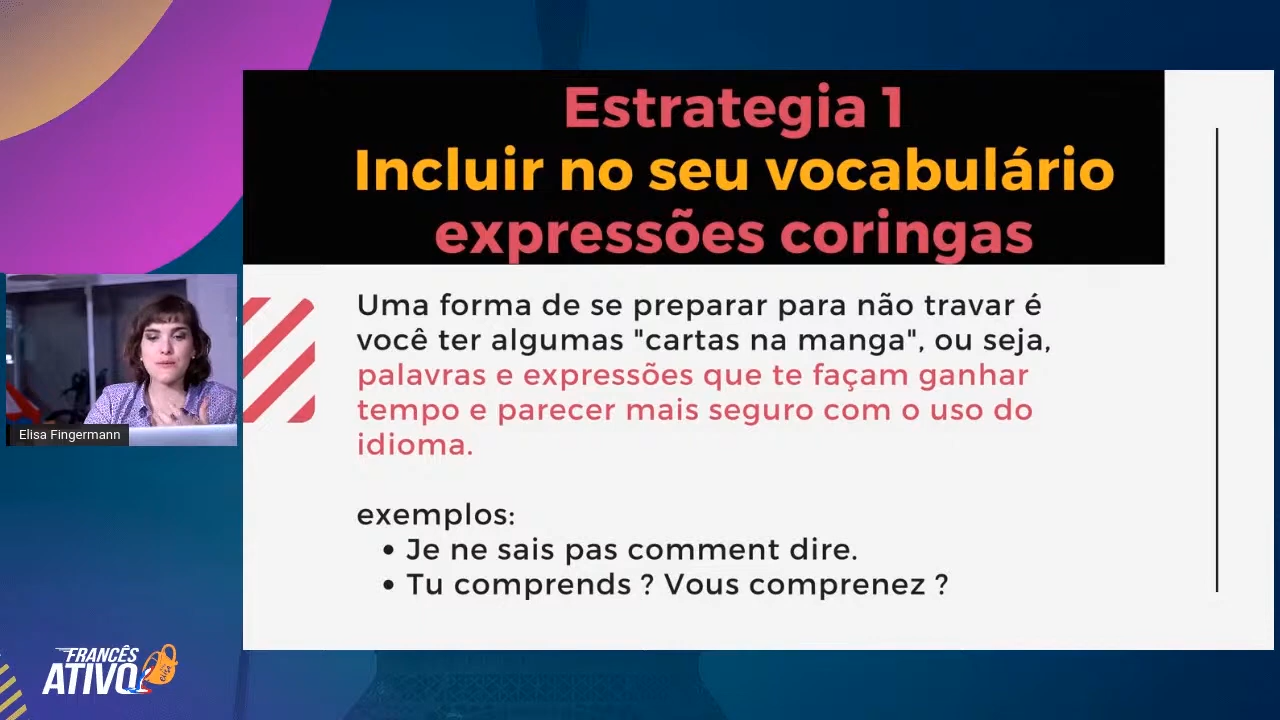 Estrategia 1
Incluir no seu vocabulário
expressões coringas
Uma forma de se preparar para não travar é
você ter algumas "cartas na manga", ou seja,
palavras e expressões que te façam ganhar
tempo e parecer mais seguro com o uso do
idioma.
exemplos:
• Je ne sais pas comment dire.
• Tu comprends ? Vous comprenez ?
Elisa Fingermann
FRANCÊS
ATIVO